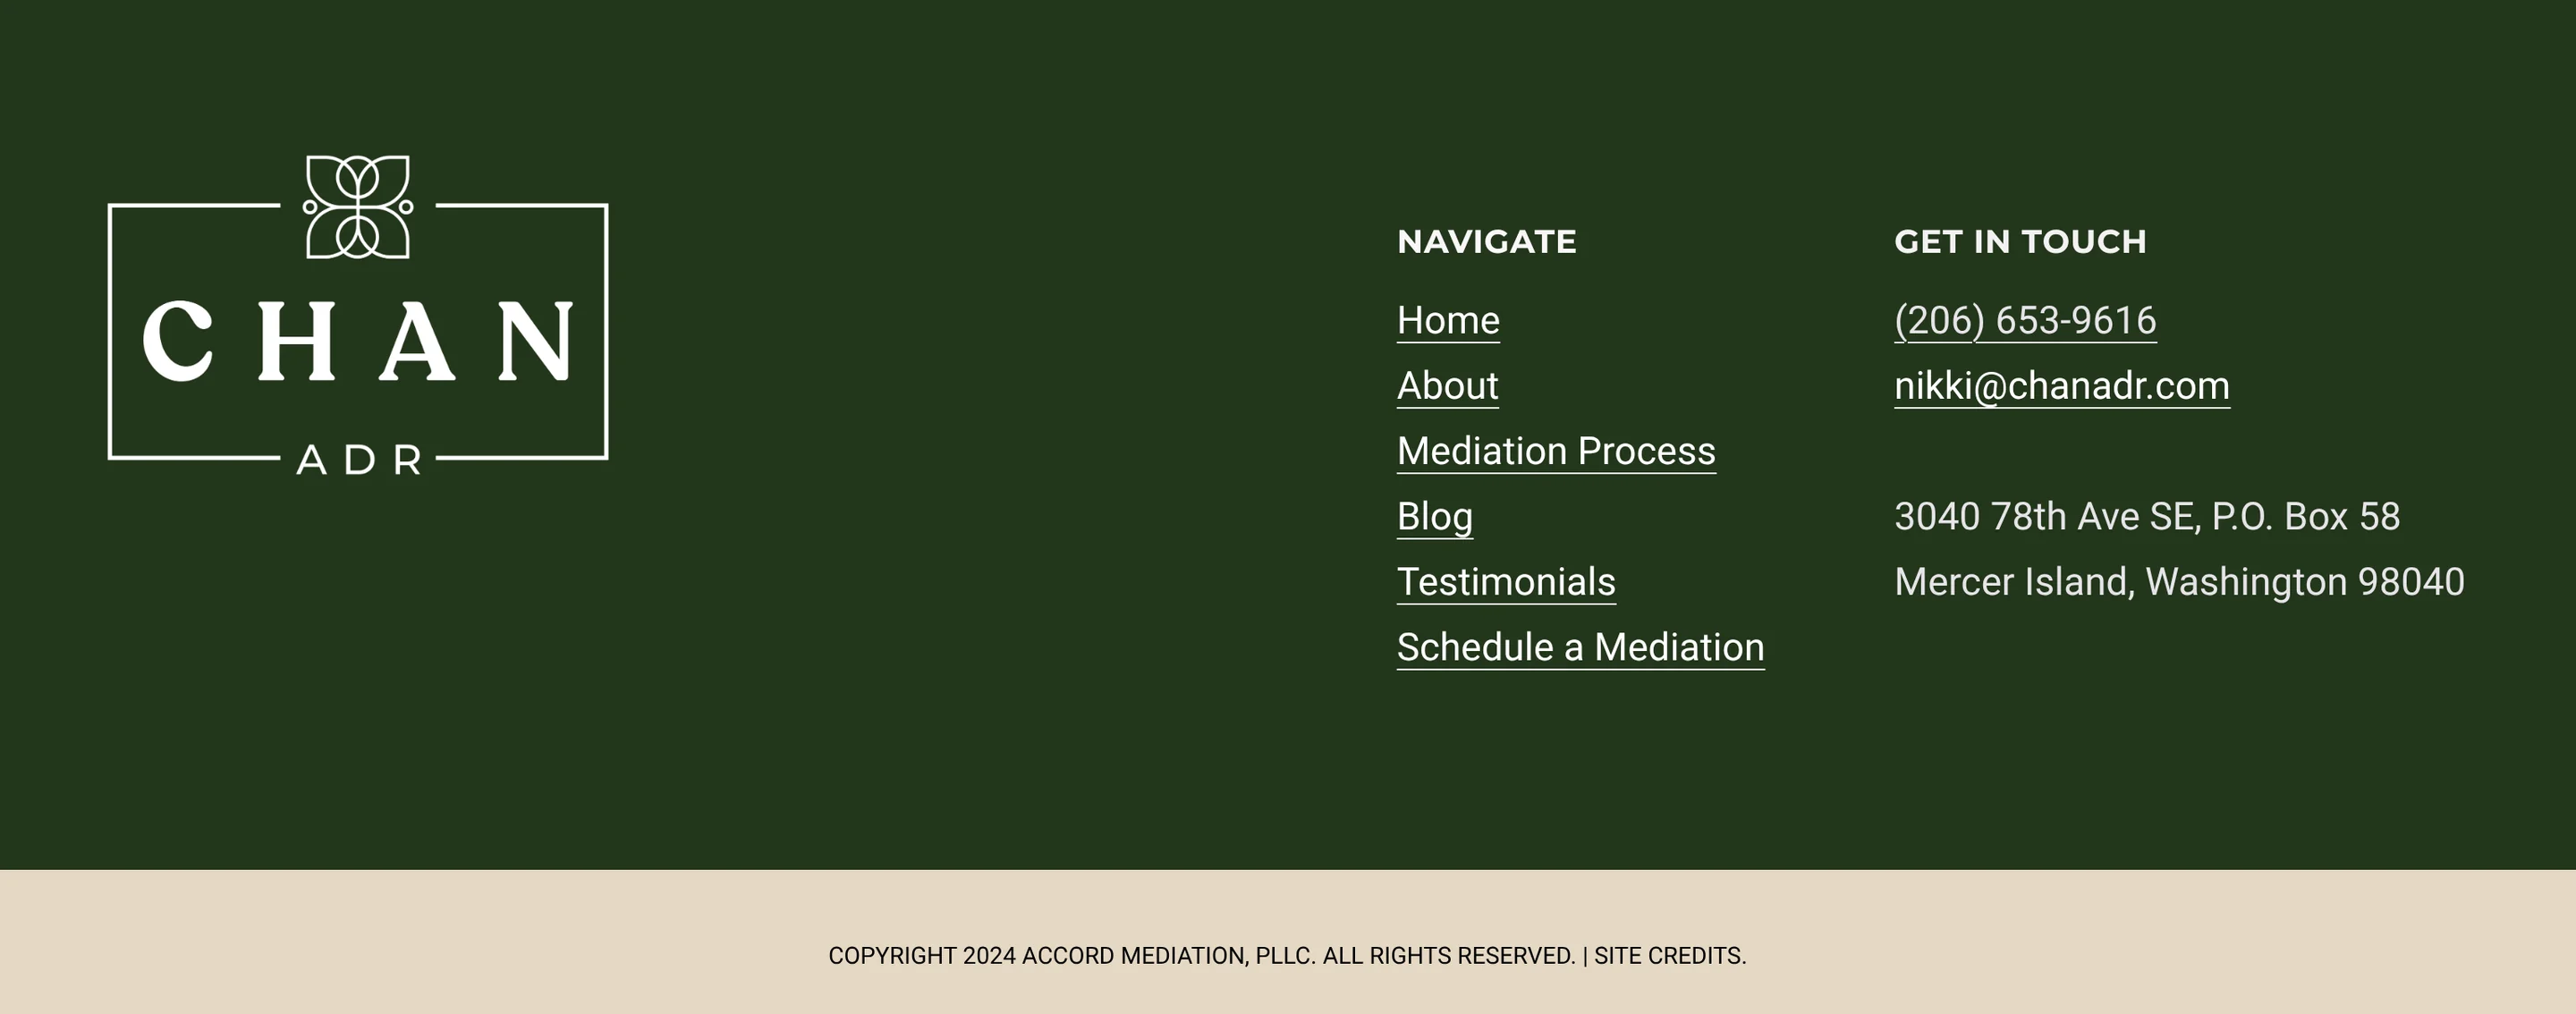 CHAN
ADR
NAVIGATE
Home
About
Mediation Process
Blog
Testimonials
Schedule a Mediation
GET IN TOUCH
(206) 653-9616
nikki@chanadr.com
3040 78th Ave SE, P.O. Box 58
Mercer Island, Washington 98040
COPYRIGHT 2024 ACCORD MEDIATION, PLLC. ALL RIGHTS RESERVED. | SITE CREDITS.